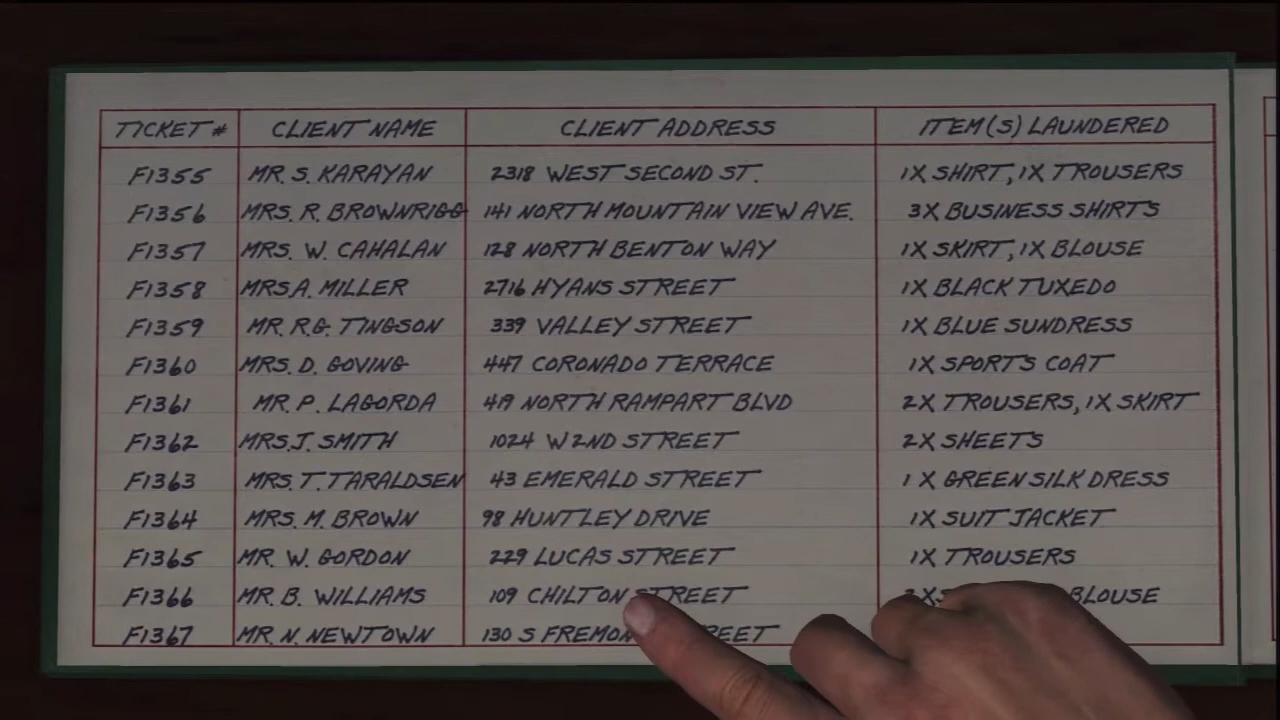 TICKET # CLIENT NAME CLIENT ADDRESS ITEM(S) LAUNDERED
F1355 MR. S. KARAYAN 2318 WEST SECOND ST. 1X SHIRT, 1X TROUSERS
F1356 MRS. R. BROWNRIGG 141 NORTH MOUNTAIN VIEW AVE. 3X BUSINESS SHIRTS
F1357 MRS. W. CAHALAN 128 NORTH BENTON WAY 1X SKIRT, 1X BLOUSE
F1358 MRS A. MILLER 2716 HYANS STREET 1X BLACK TUXEDO
F1359 MR. R.G. TINGSON 339 VALLEY STREET 1X BLUE SUNDRESS
F1360 MRS. D. GOVING 447 CORONADO TERRACE 1X SPORTS COAT
F1361 MR. P. LAGORDA 419 NORTH RAMPART BLVD 2X TROUSERS, 1X SKIRT
F1362 MRS. J. SMITH 1024 W 2ND STREET 2X SHEETS
F1363 MRS. T. TARALDSEN 43 EMERALD STREET 1 X GREEN SILK DRESS
F1364 MRS. M. BROWN 98 HUNTLEY DRIVE 1X SUIT JACKET
F1365 MR. W. GORDON 229 LUCAS STREET 1X TROUSERS
F1366 MR. B. WILLIAMS 109 CHILTON STREET BLOUSE
F1367 MR. N. NEWTOWN 130 S